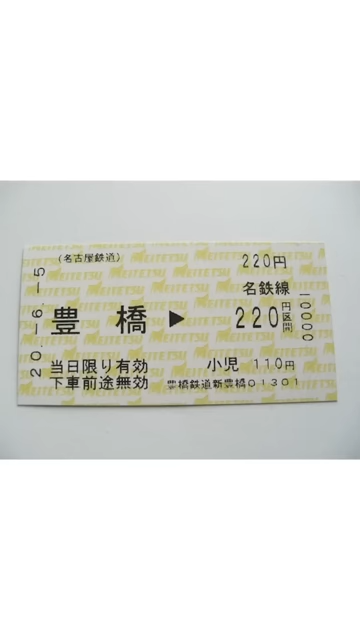 (名古屋鉄道)
220円
20.-6.-5
豊橋 ▶
名鉄線
220円区間
000001
当日限り有効
下車前途無効
小児 110円
豊橋鉄道新豊橋01301
MEITETSU